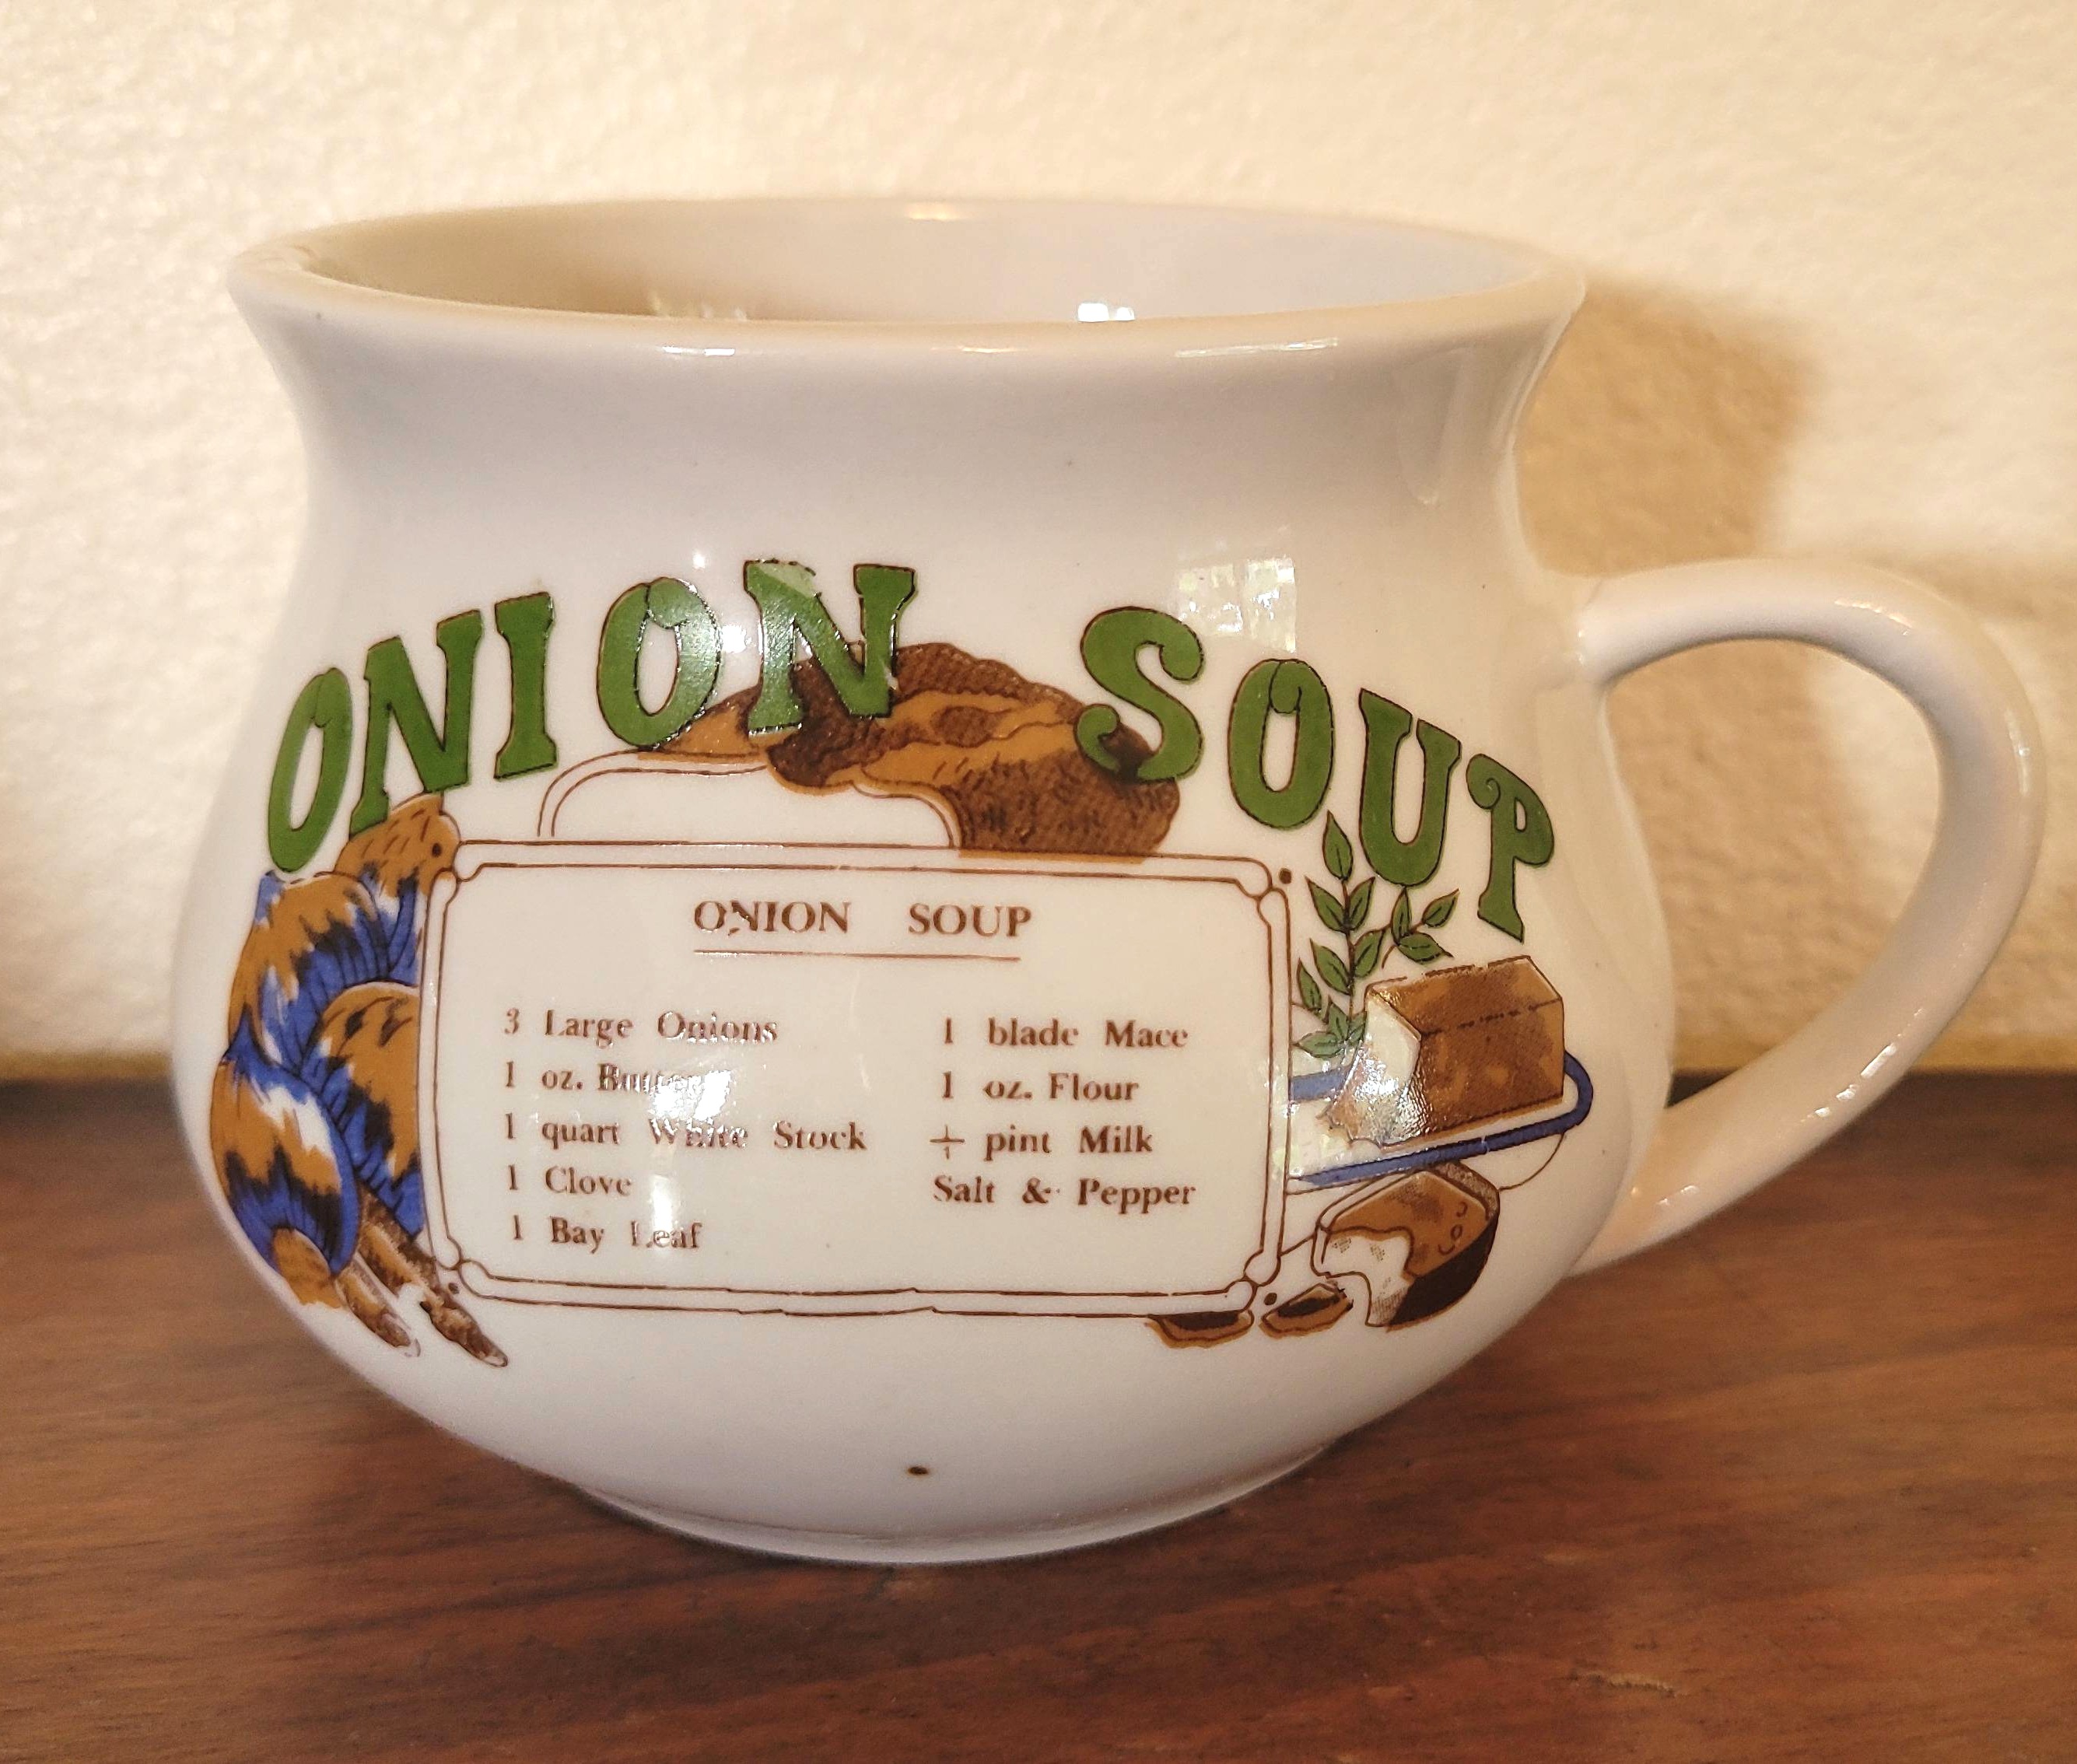 ONION SOUP
ONION SOUP
3 Large Onions
1 oz. Butter
1 quart White Stock
1 Clove
1 Bay Leaf
1 blade Mace
1 oz. Flour
+ pint Milk
Salt & Pepper